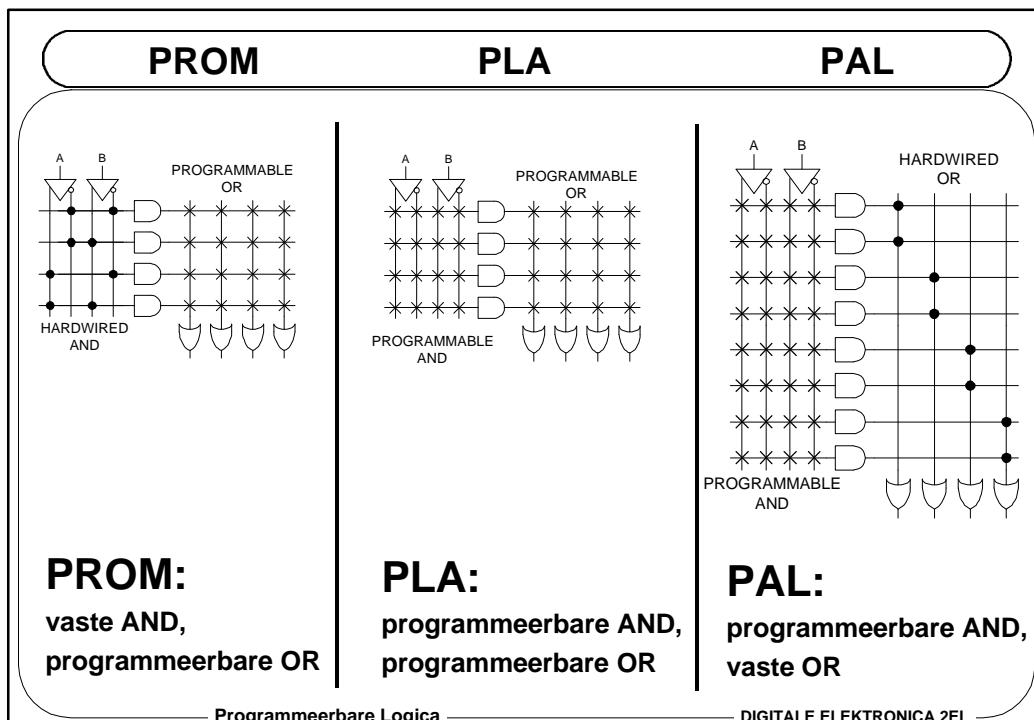 PROM
PLA
PAL
A B
PROGRAMMABLE
OR
HARDWIRED
AND
A B
PROGRAMMABLE
OR
PROGRAMMABLE
AND
A B
HARDWIRED
OR
PROGRAMMABLE
AND
PROM:
vaste AND,
programmeerbare OR
PLA:
programmeerbare AND,
programmeerbare OR
PAL:
programmeerbare AND,
vaste OR
Programmeerbare Logica
DIGITALE ELEKTRONICA 2EL